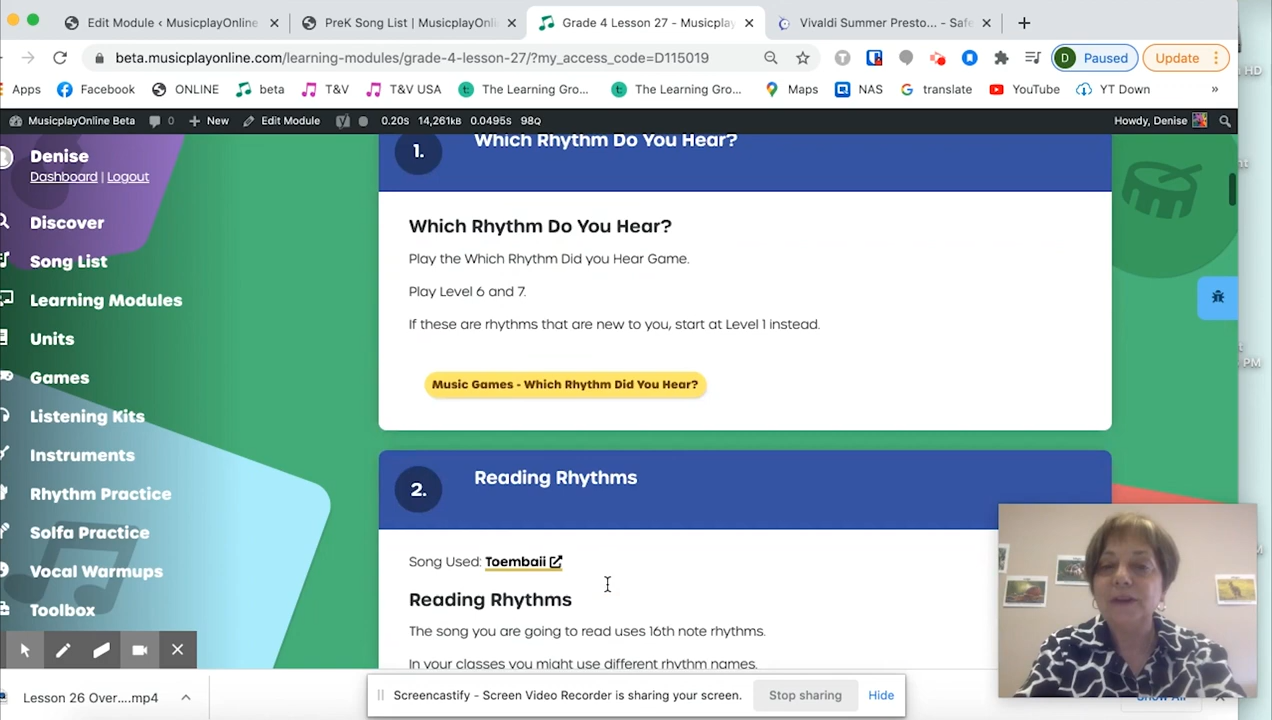 Edit Module ‹ MusicplayOnline
PreK Song List | MusicplayOnli
Grade 4 Lesson 27 - Musicplay
Vivaldi Summer Presto... - Safe
beta.musicplayonline.com/learning-modules/grade-4-lesson-27/?my_access_code=D115019
D Paused
Update
Apps Facebook ONLINE beta T&V T&V USA The Learning Gro... The Learning Gro... Maps NAS translate YouTube YT Down »
MusicplayOnline Beta 0 New Edit Module 0.20s 14,261kB 0.0495s 98Q Howdy, Denise
Denise
Dashboard | Logout
Discover
Song List
Learning Modules
Units
Games
Listening Kits
Instruments
Rhythm Practice
Solfa Practice
Vocal Warmups
Toolbox
1. Which Rhythm Do You Hear?
Which Rhythm Do You Hear?
Play the Which Rhythm Did you Hear Game.
Play Level 6 and 7.
If these are rhythms that are new to you, start at Level 1 instead.
Music Games - Which Rhythm Did You Hear?
2. Reading Rhythms
Song Used: Toembaii
Reading Rhythms
The song you are going to read uses 16th note rhythms.
In your classes you might use different rhythm names.
HD
PM
Lesson 26 Over....mp4
Screencastify - Screen Video Recorder is sharing your screen.
Stop sharing
Hide
Show All